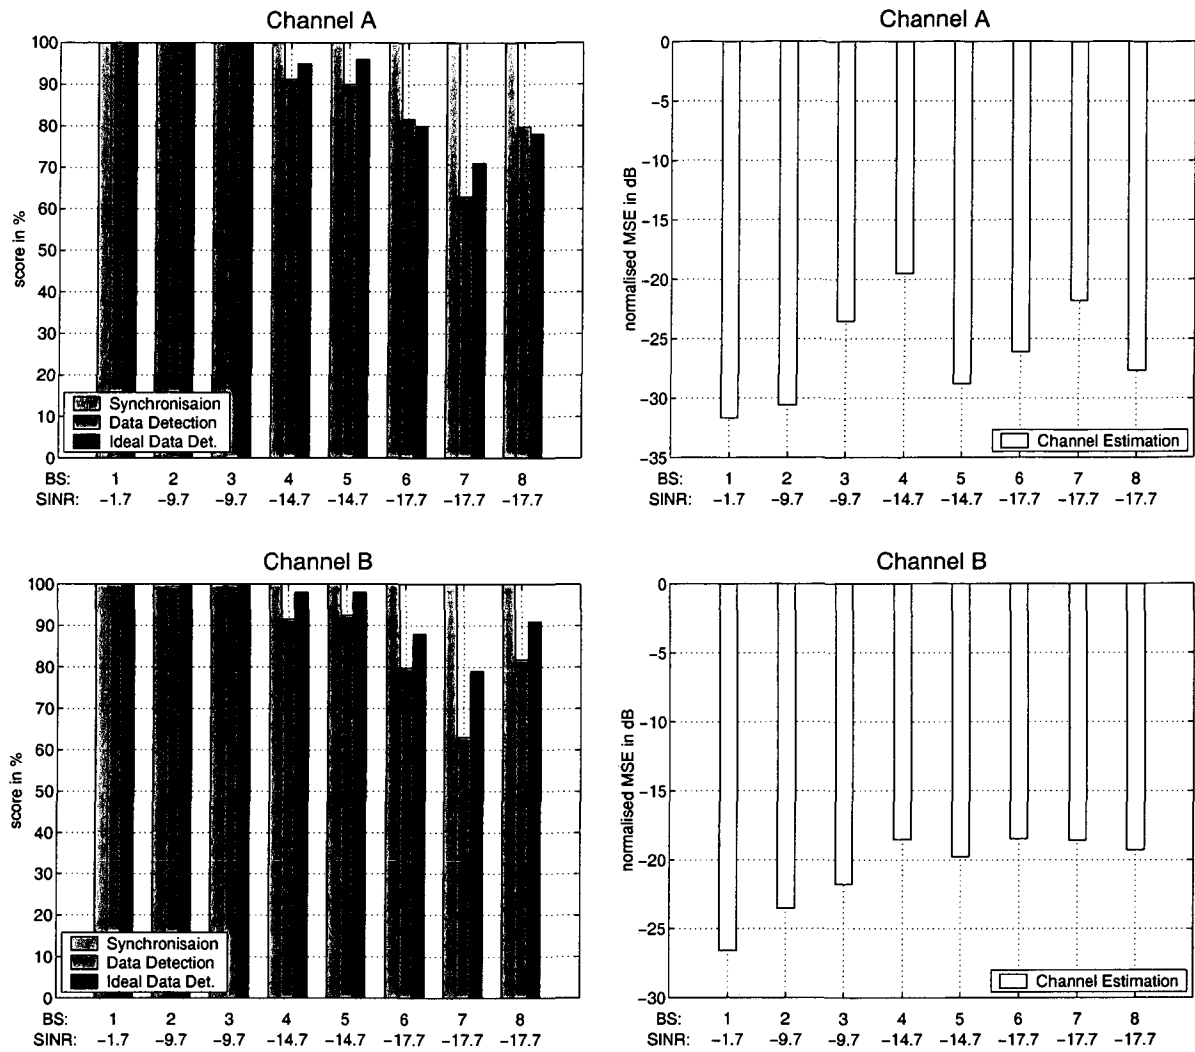 Channel A
100
90
80
70
60
50
40
30
20
10
0
score in %
Synchronisaion
Data Detection
Ideal Data Det.
BS: 1 2 3 4 5 6 7 8
SINR: −1.7 −9.7 −9.7 −14.7 −14.7 −17.7 −17.7 −17.7
Channel A
0
−5
−10
−15
−20
−25
−30
−35
normalised MSE in dB
Channel Estimation
BS: 1 2 3 4 5 6 7 8
SINR: −1.7 −9.7 −9.7 −14.7 −14.7 −17.7 −17.7 −17.7
Channel B
100
90
80
70
60
50
40
30
20
10
0
score in %
Synchronisaion
Data Detection
Ideal Data Det.
BS: 1 2 3 4 5 6 7 8
SINR: −1.7 −9.7 −9.7 −14.7 −14.7 −17.7 −17.7 −17.7
Channel B
0
−5
−10
−15
−20
−25
−30
normalised MSE in dB
Channel Estimation
BS: 1 2 3 4 5 6 7 8
SINR: −1.7 −9.7 −9.7 −14.7 −14.7 −17.7 −17.7 −17.7